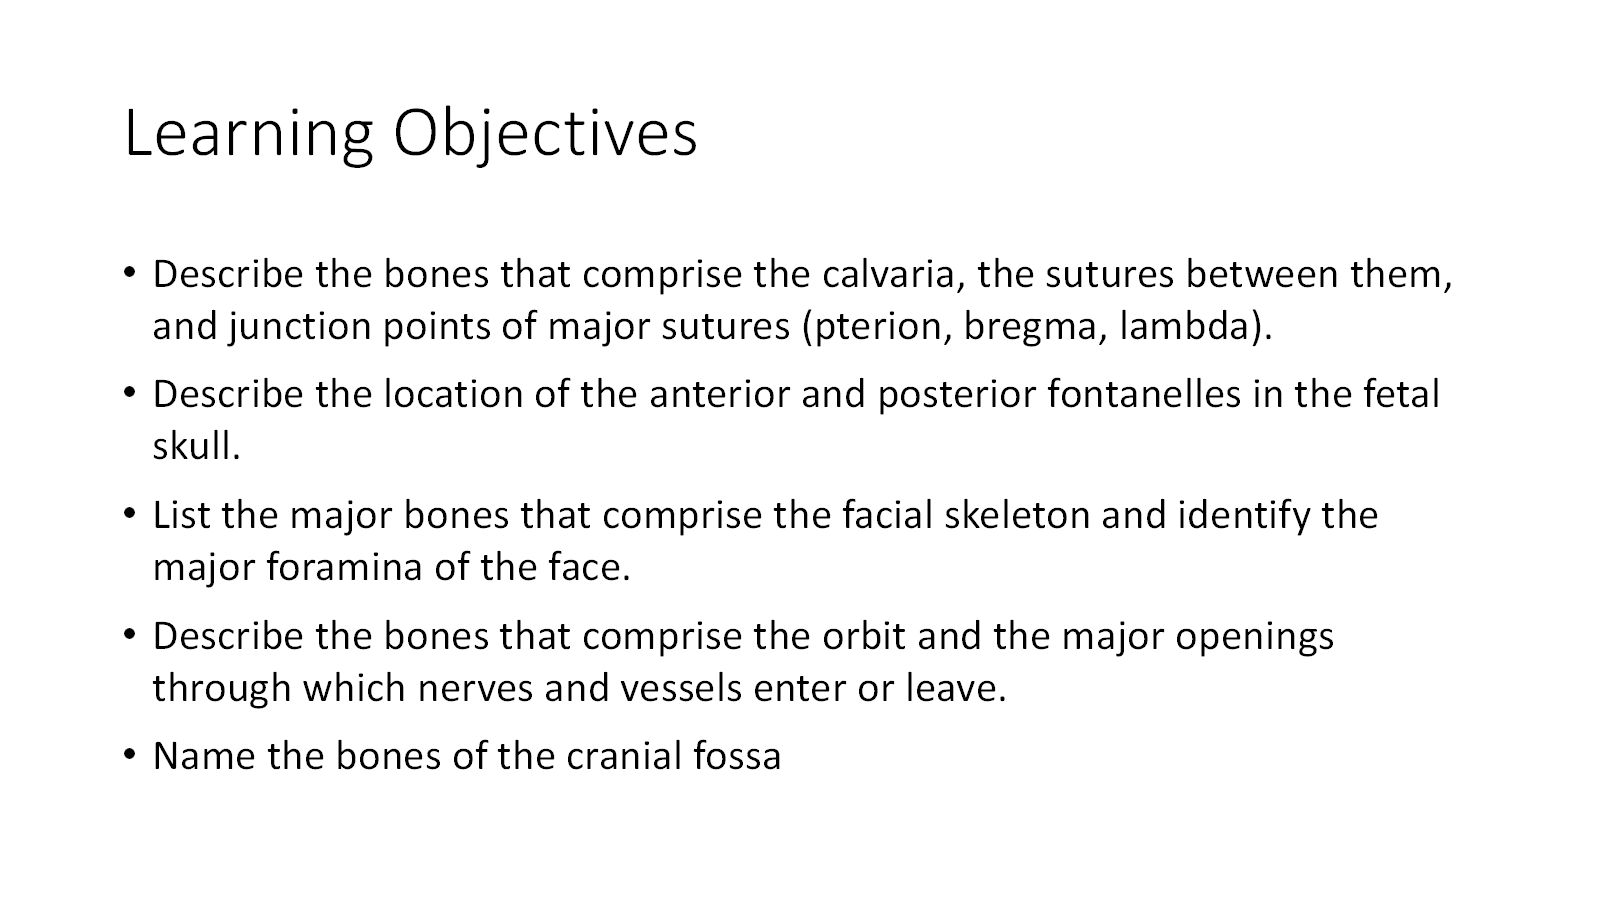 Learning Objectives
• Describe the bones that comprise the calvaria, the sutures between them,
and junction points of major sutures (pterion, bregma, lambda).
• Describe the location of the anterior and posterior fontanelles in the fetal
skull.
• List the major bones that comprise the facial skeleton and identify the
major foramina of the face.
• Describe the bones that comprise the orbit and the major openings
through which nerves and vessels enter or leave.
• Name the bones of the cranial fossa